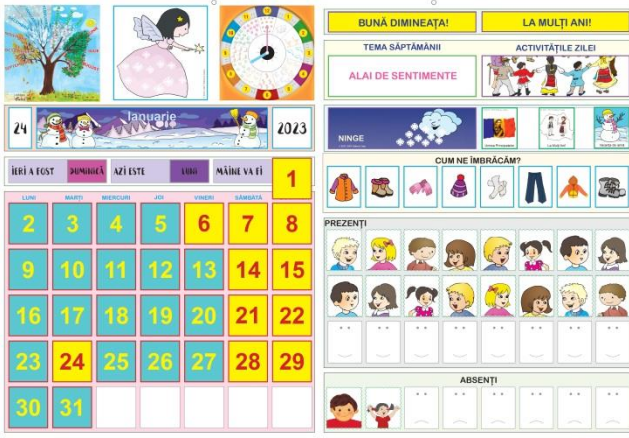 Ianuarie
24
2023
IERI A FOST DUMINICĂ AZI ESTE LUNI MÂINE VA FI
1
LUNI MARȚI MIERCURI JOI VINERI SÂMBĂTĂ
2 3 4 5 6 7 8
9 10 11 12 13 14 15
16 17 18 19 20 21 22
23 24 25 26 27 28 29
30 31
BUNĂ DIMINEAȚA!
LA MULȚI ANI!
TEMA SĂPTĂMÂNII
ACTIVITĂȚILE ZILEI
ALAI DE SENTIMENTE
NINGE
CUM NE ÎMBRĂCĂM?
PREZENȚI
ABSENȚI